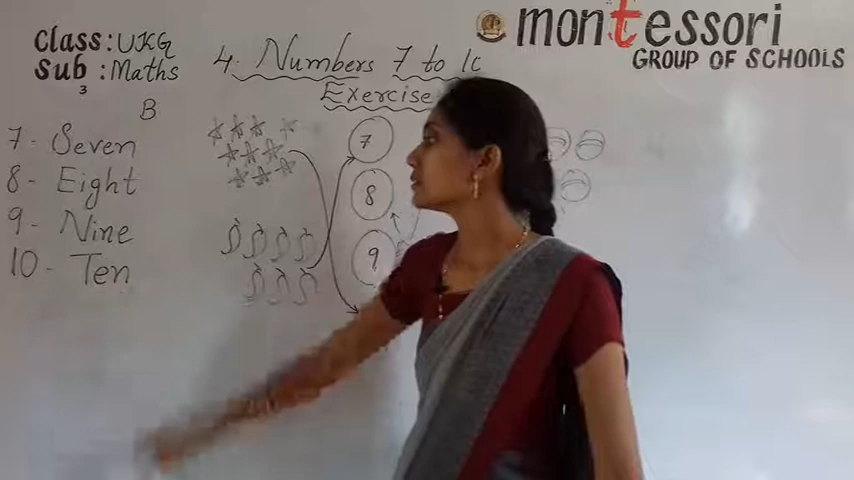 montessori
GROUP OF SCHOOLS
Class: UKG
Sub : Maths
3
4. Numbers 7 to
Exercise
B
7 - Seven
8 - Eight
9 - Nine
10 - Ten
7
8
9